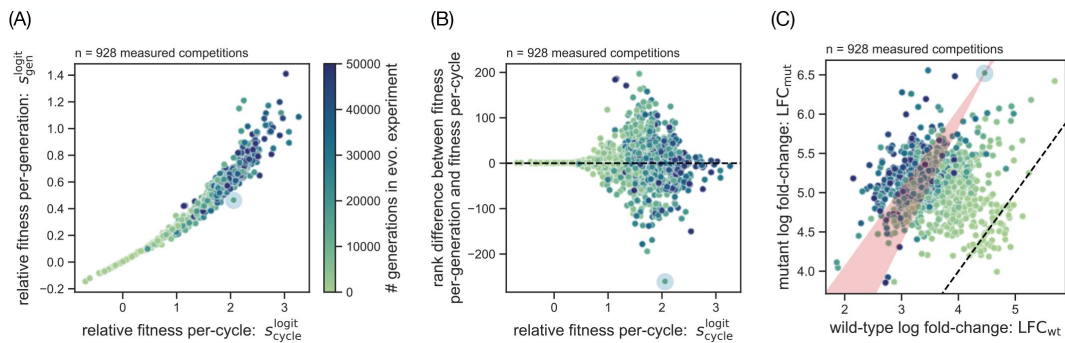 (A)
n = 928 measured competitions
relative fitness per-generation: s_gen^logit
1.4
1.2
1.0
0.8
0.6
0.4
0.2
0.0
−0.2
0 1 2 3
relative fitness per-cycle: s_cycle^logit
50000
40000
30000
20000
10000
0
# generations in evo. experiment
(B)
n = 928 measured competitions
rank difference between fitness
per-generation and fitness per-cycle
200
100
0
−100
−200
0 1 2 3
relative fitness per-cycle: s_cycle^logit
(C)
n = 928 measured competitions
mutant log fold-change: LFC_mut
6.5
6.0
5.5
5.0
4.5
4.0
2 3 4 5
wild-type log fold-change: LFC_wt